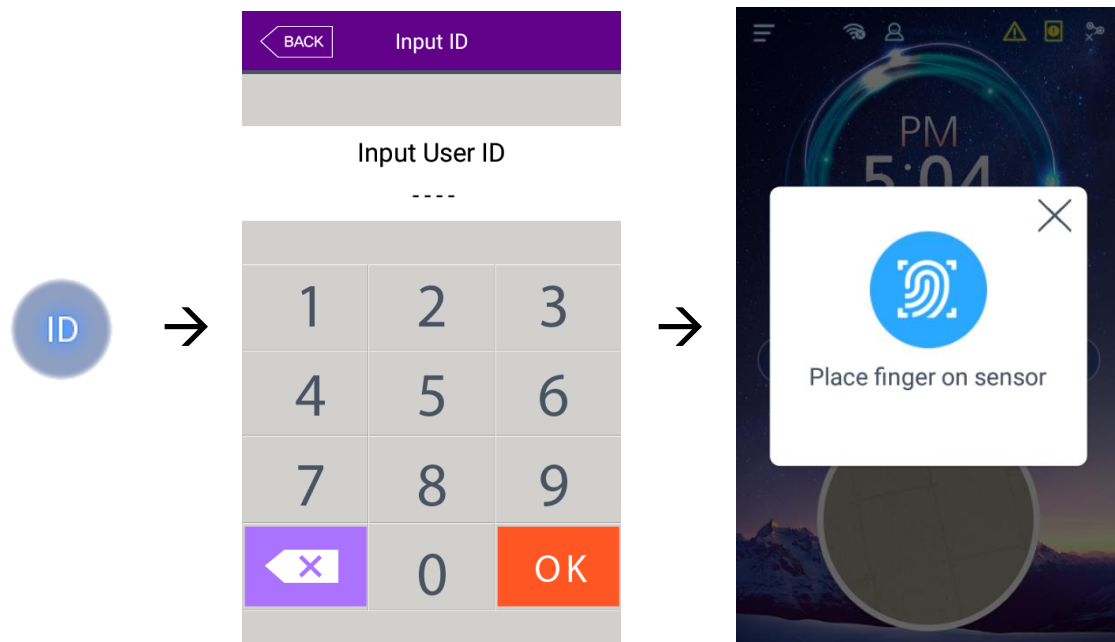 ID
BACK
Input ID
Input User ID
----
1 2 3
4 5 6
7 8 9
0 OK
PM
5:04
Place finger on sensor